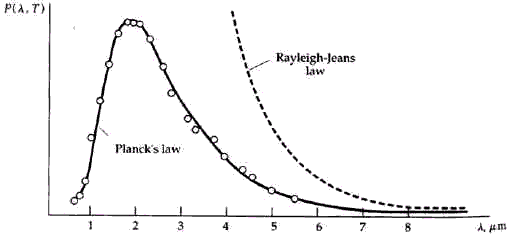 P(λ, T)
Rayleigh-Jeans
law
Planck's law
1 2 3 4 5 6 7 8 λ, μm